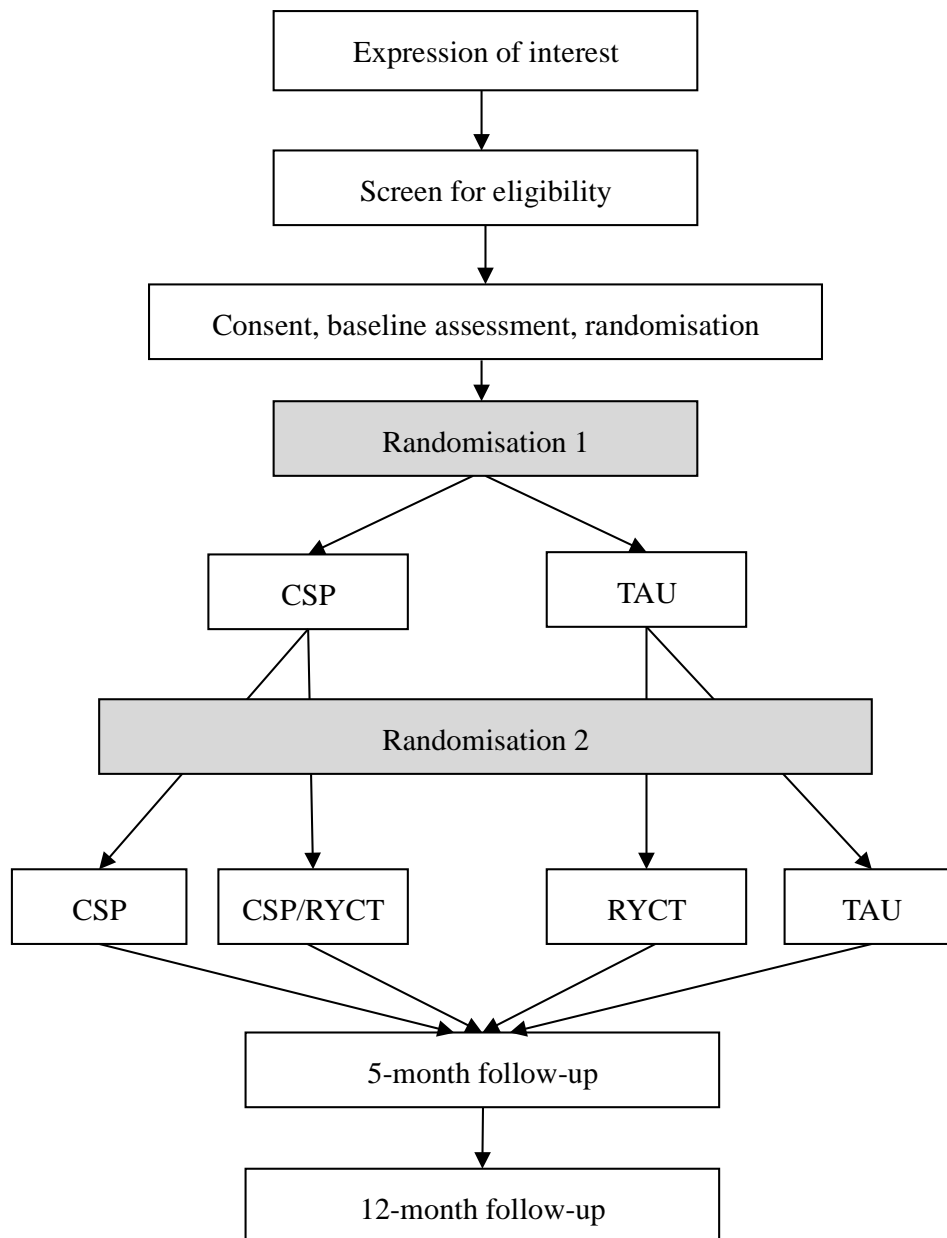 Expression of interest
Screen for eligibility
Consent, baseline assessment, randomisation
Randomisation 1
CSP
TAU
Randomisation 2
CSP
CSP/RYCT
RYCT
TAU
5-month follow-up
12-month follow-up